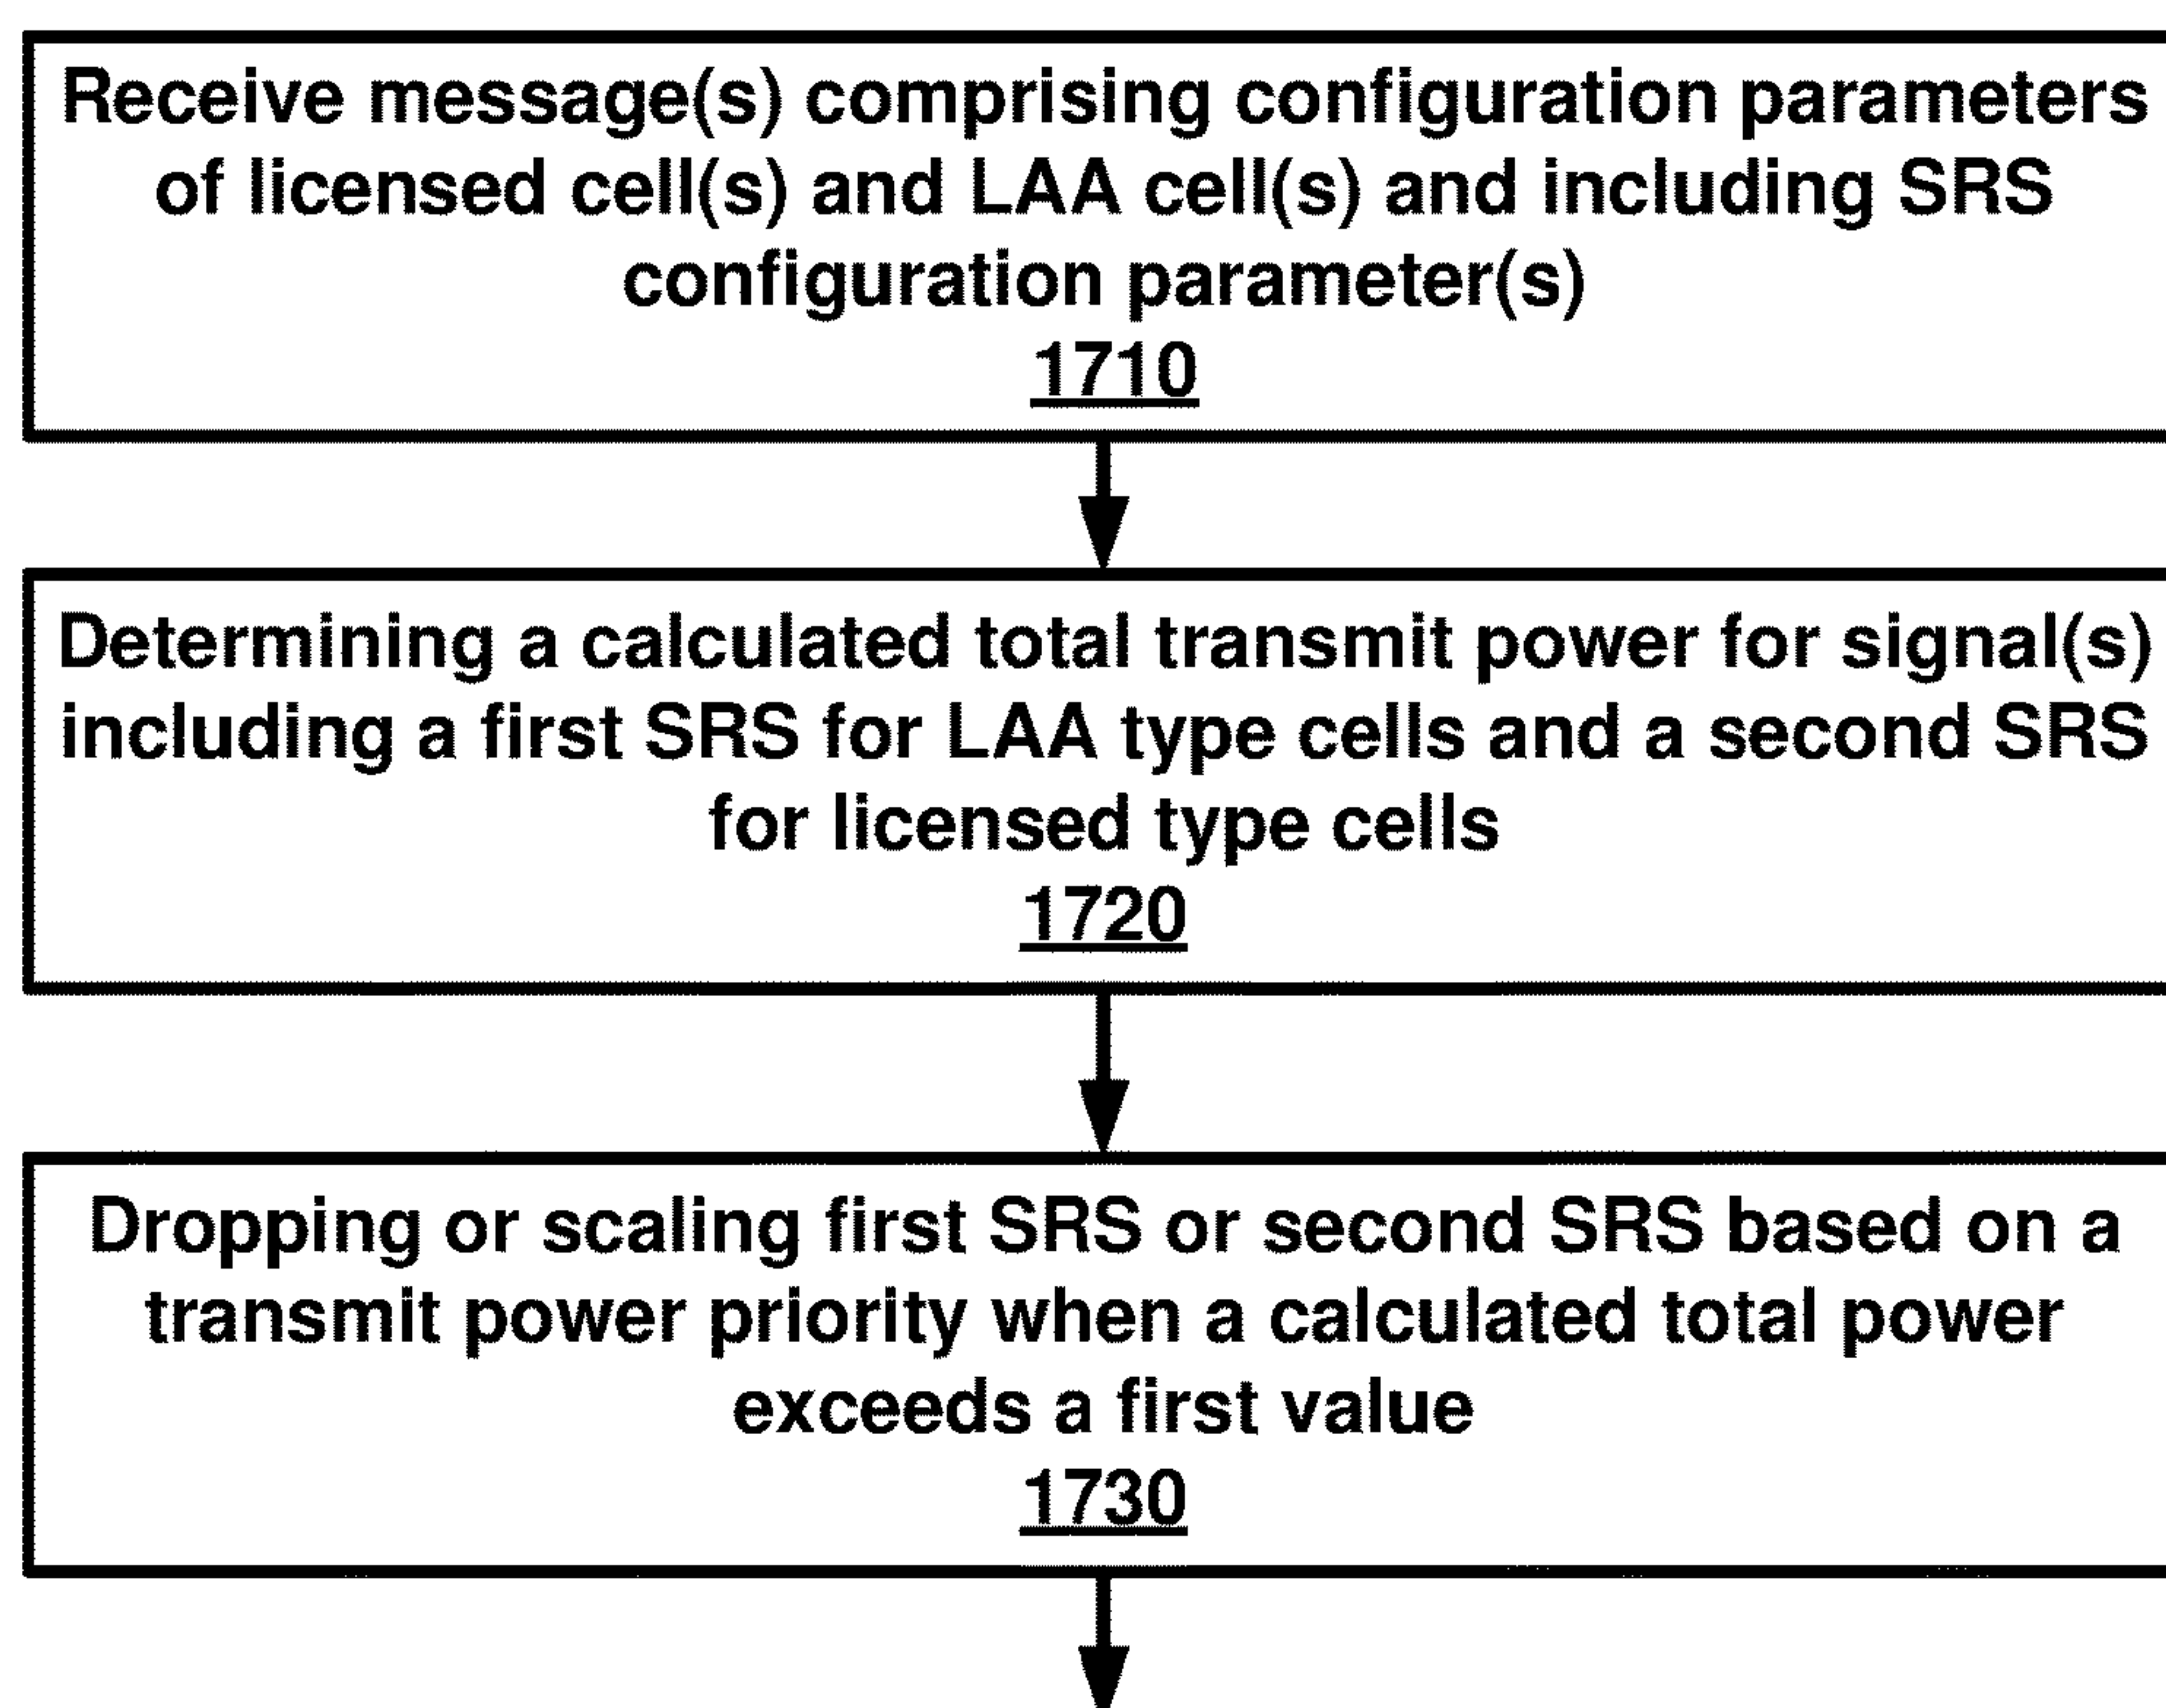 Receive message(s) comprising configuration parameters
of licensed cell(s) and LAA cell(s) and including SRS
configuration parameter(s)
1710
Determining a calculated total transmit power for signal(s)
including a first SRS for LAA type cells and a second SRS
for licensed type cells
1720
Dropping or scaling first SRS or second SRS based on a
transmit power priority when a calculated total power
exceeds a first value
1730